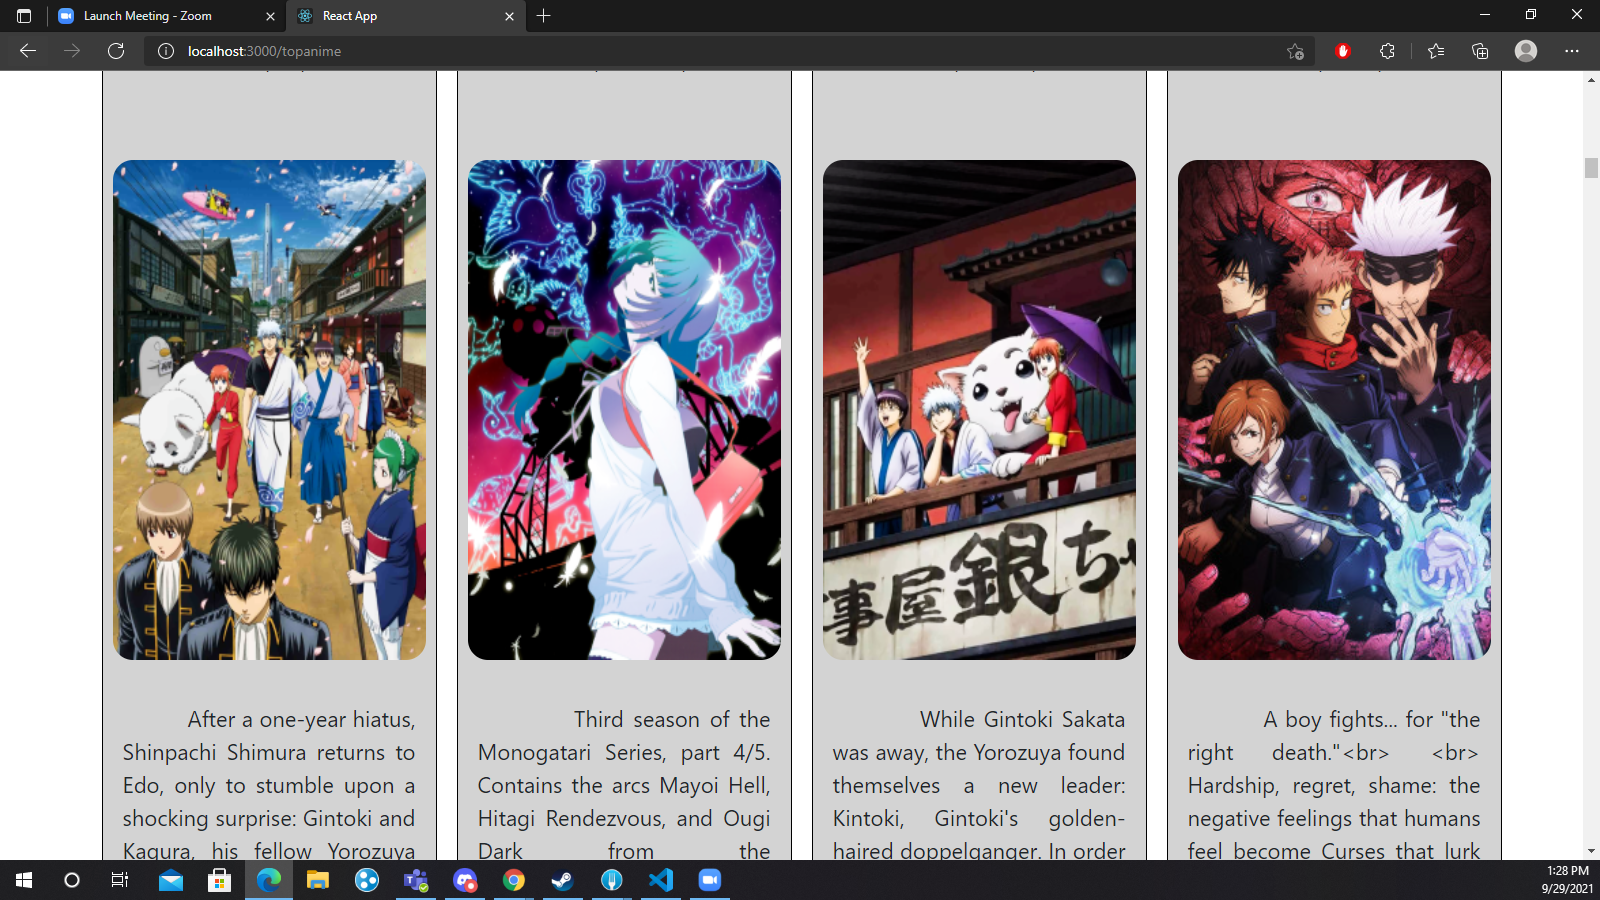 Launch Meeting - Zoom
React App
localhost:3000/topanime
事屋銀ち
After a one-year hiatus,
Shinpachi Shimura returns to
Edo, only to stumble upon a
shocking surprise: Gintoki and
Kagura, his fellow Yorozuya
Third season of the
Monogatari Series, part 4/5.
Contains the arcs Mayoi Hell,
Hitagi Rendezvous, and Ougi
Dark from the
While Gintoki Sakata
was away, the Yorozuya found
themselves a new leader:
Kintoki, Gintoki's golden-
haired doppelganger. In order
A boy fights... for "the
right death."<br> <br>
Hardship, regret, shame: the
negative feelings that humans
feel become Curses that lurk
1:28 PM
9/29/2021